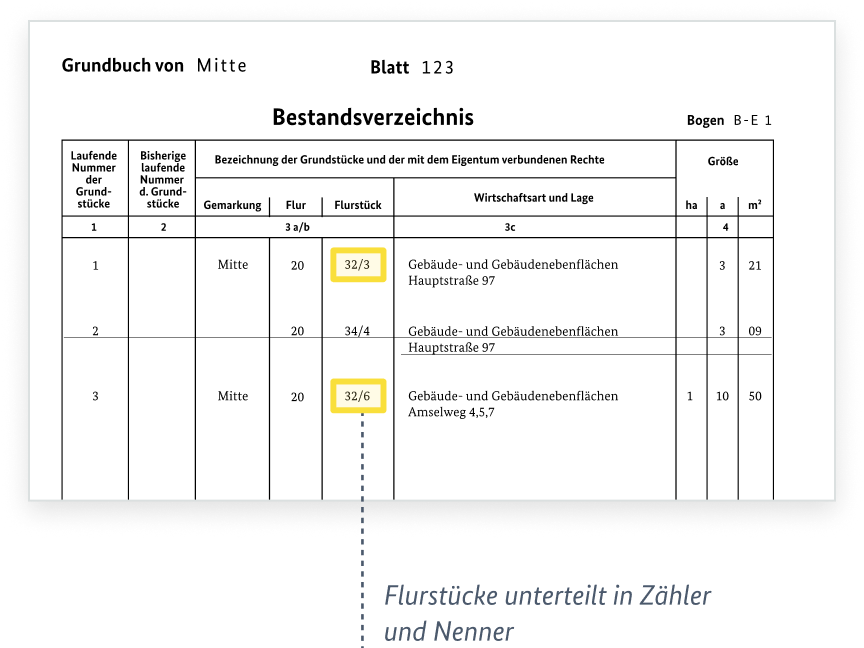 Grundbuch von Mitte Blatt 123
Bestandsverzeichnis Bogen B-E 1
Laufende Nummer der Grund-stücke
Bisherige laufende Nummer d. Grund-stücke
Bezeichnung der Grundstücke und der mit dem Eigentum verbundenen Rechte
Größe
Gemarkung Flur Flurstück Wirtschaftsart und Lage ha a m²
1 2 3 a/b 3c 4
1 Mitte 20 32/3 Gebäude- und Gebäudenebenflächen 3 21
Hauptstraße 97
2 20 34/4 Gebäude- und Gebäudenebenflächen 3 09
Hauptstraße 97
3 Mitte 20 32/6 Gebäude- und Gebäudenebenflächen 1 10 50
Amselweg 4,5,7
Flurstücke unterteilt in Zähler
und Nenner